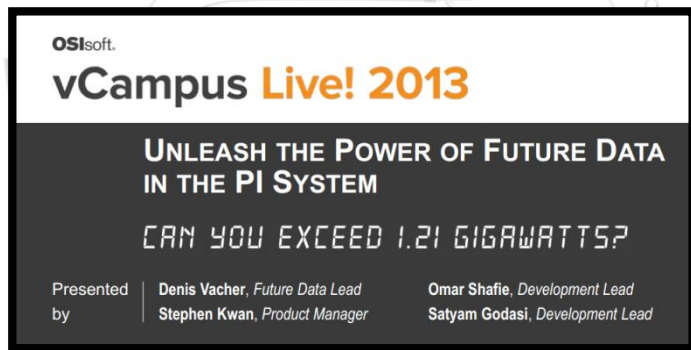 OSIsoft.
vCampus Live! 2013
UNLEASH THE POWER OF FUTURE DATA
IN THE PI SYSTEM
CAN YOU EXCEED 1.21 GIGAWATTS?
Presented by
Denis Vacher, Future Data Lead
Stephen Kwan, Product Manager
Omar Shafie, Development Lead
Satyam Godasi, Development Lead